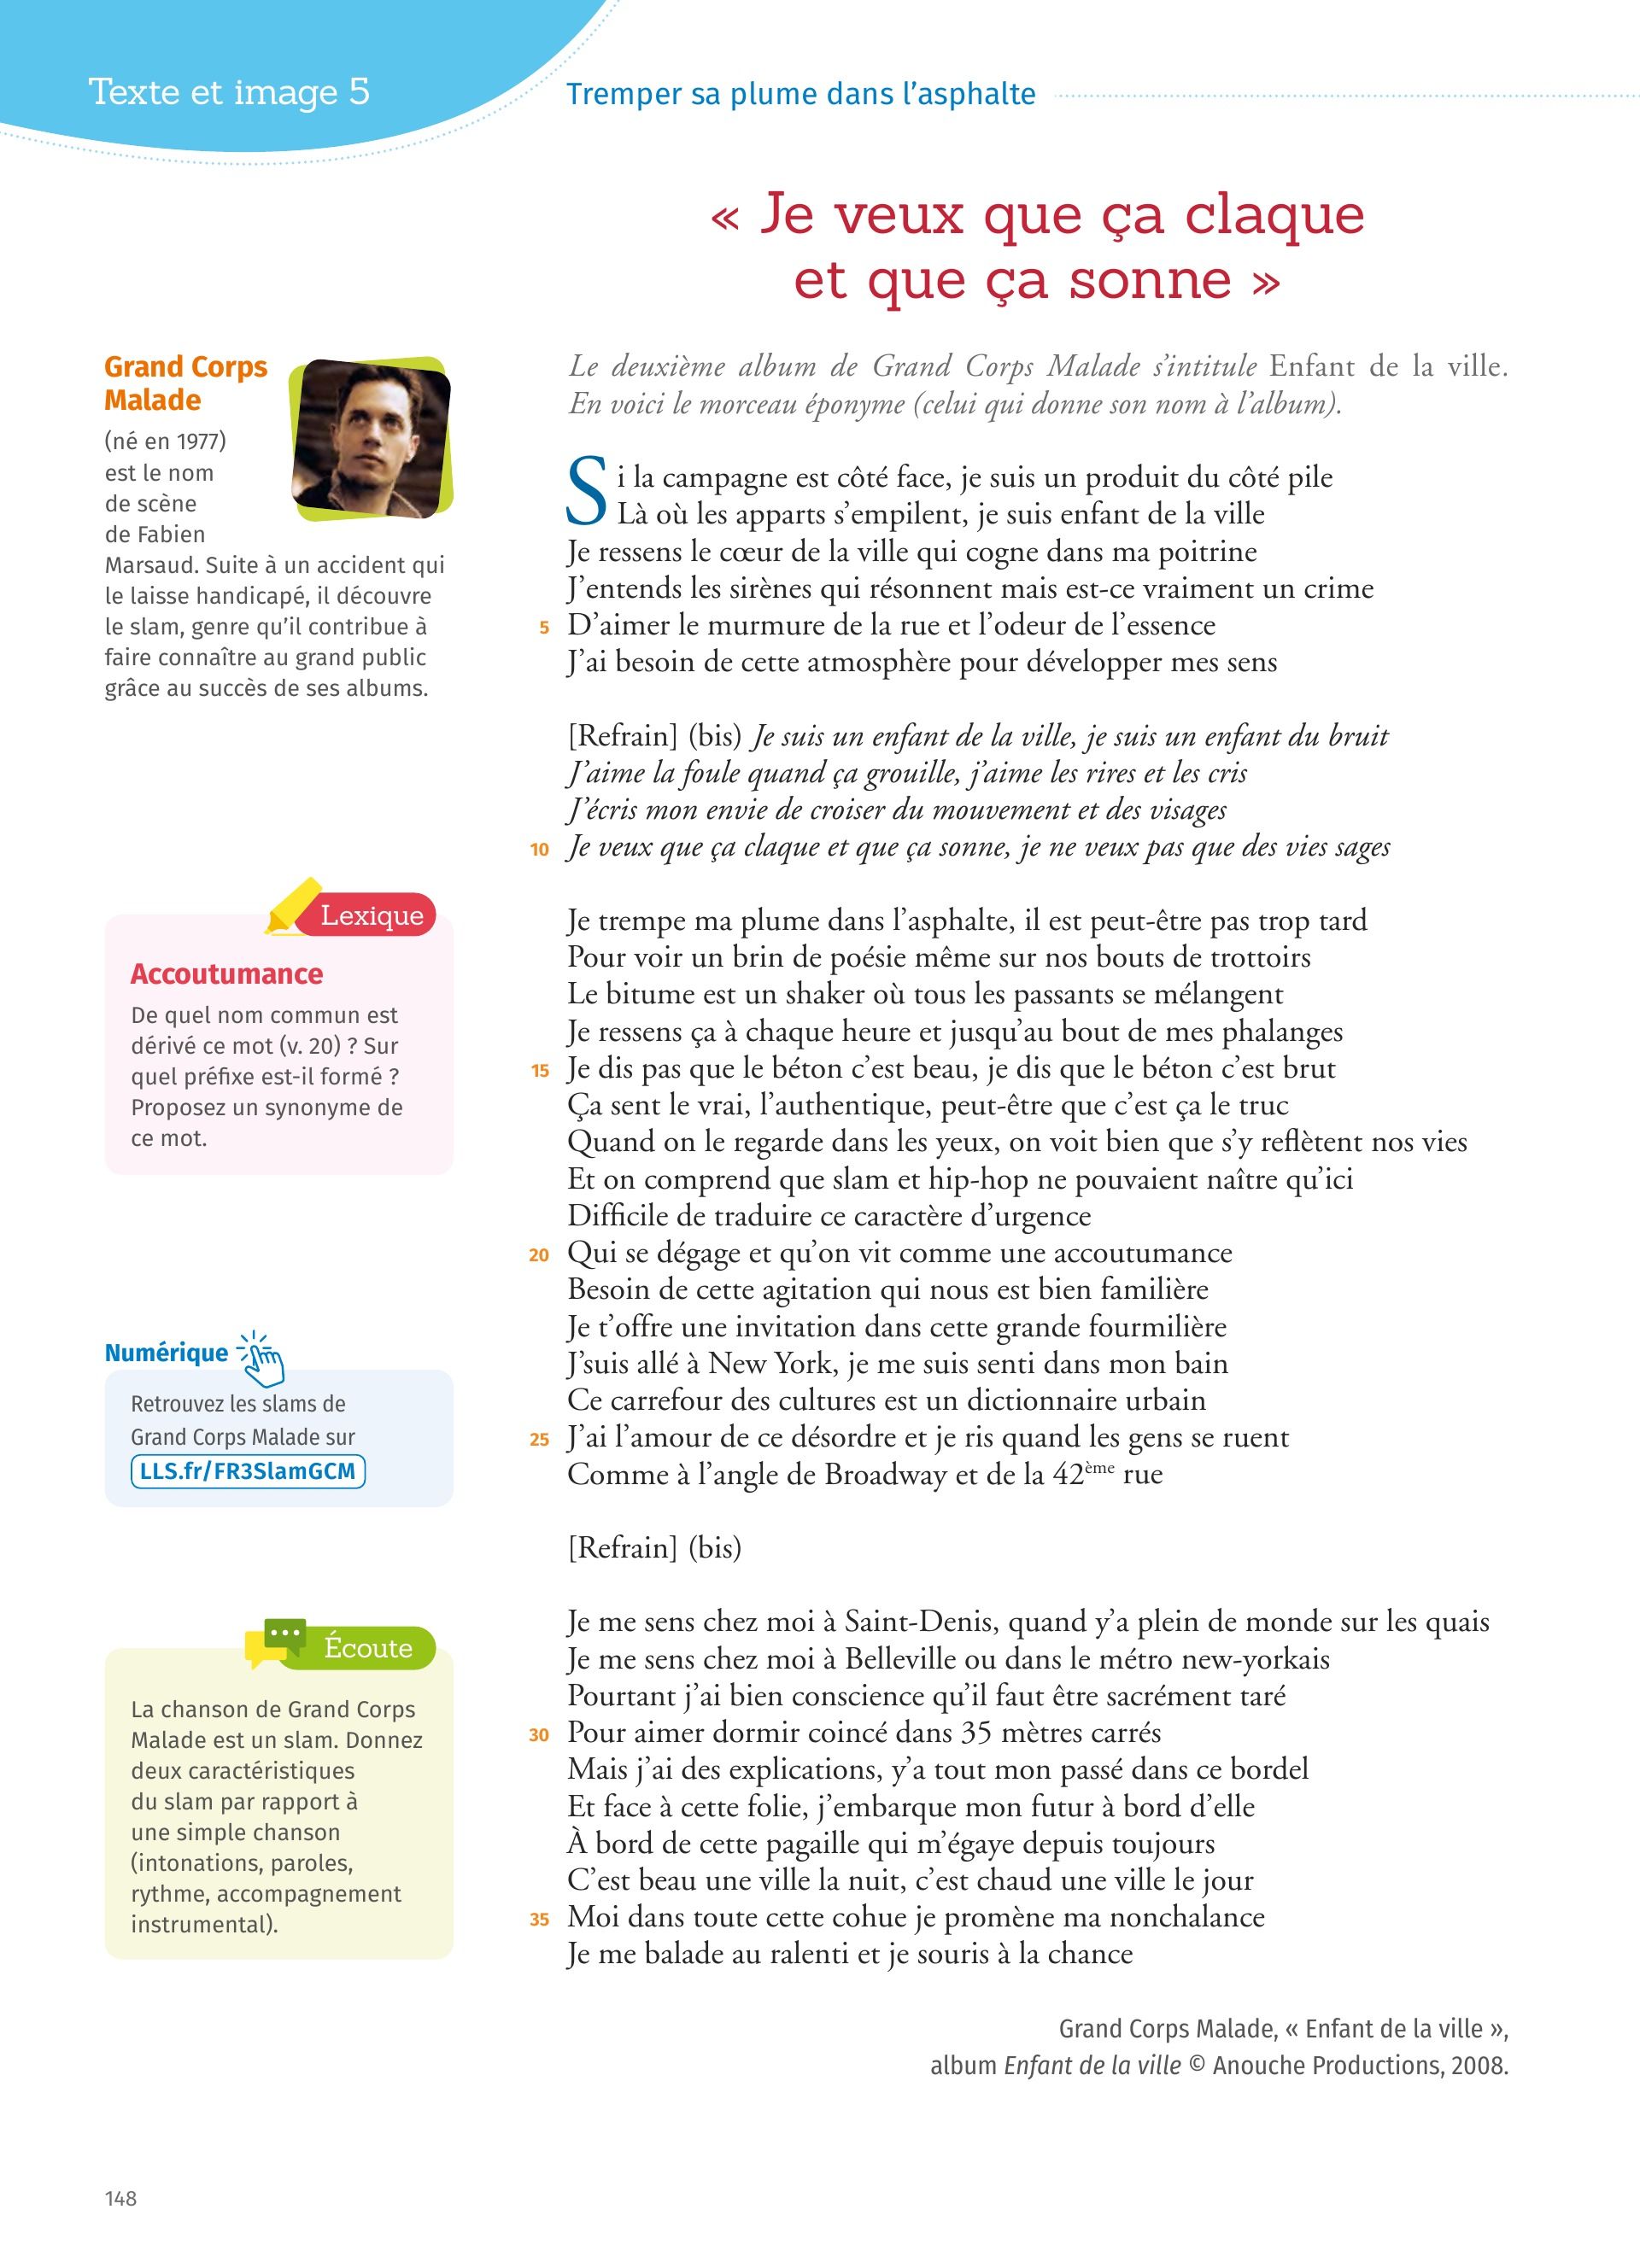 Texte et image 5
Tremper sa plume dans l'asphalte
« Je veux que ça claque
et que ça sonne »
Grand Corps
Malade
(né en 1977)
est le nom
de scène
de Fabien
Marsaud. Suite à un accident qui
le laisse handicapé, il découvre
le slam, genre qu'il contribue à
faire connaître au grand public
grâce au succès de ses albums.
Lexique
Accoutumance
De quel nom commun est
dérivé ce mot (v. 20) ? Sur
quel préfixe est-il formé ?
Proposez un synonyme de
ce mot.
Numérique
Retrouvez les slams de
Grand Corps Malade sur
LLS.fr/FR3SlamGCM
Écoute
La chanson de Grand Corps
Malade est un slam. Donnez
deux caractéristiques
du slam par rapport à
une simple chanson
(intonations, paroles,
rythme, accompagnement
instrumental).
Le deuxième album de Grand Corps Malade s'intitule Enfant de la ville.
En voici le morceau éponyme (celui qui donne son nom à l'album).
Si la campagne est côté face, je suis un produit du côté pile
Là où les apparts s'empilent, je suis enfant de la ville
Je ressens le cœur de la ville qui cogne dans ma poitrine
J'entends les sirènes qui résonnent mais est-ce vraiment un crime
5 D'aimer le murmure de la rue et l'odeur de l'essence
J'ai besoin de cette atmosphère pour développer mes sens
[Refrain] (bis) Je suis un enfant de la ville, je suis un enfant du bruit
J'aime la foule quand ça grouille, j'aime les rires et les cris
J'écris mon envie de croiser du mouvement et des visages
10 Je veux que ça claque et que ça sonne, je ne veux pas que des vies sages
Je trempe ma plume dans l'asphalte, il est peut-être pas trop tard
Pour voir un brin de poésie même sur nos bouts de trottoirs
Le bitume est un shaker où tous les passants se mélangent
Je ressens ça à chaque heure et jusqu'au bout de mes phalanges
15 Je dis pas que le béton c'est beau, je dis que le béton c'est brut
Ça sent le vrai, l'authentique, peut-être que c'est ça le truc
Quand on le regarde dans les yeux, on voit bien que s'y reflètent nos vies
Et on comprend que slam et hip-hop ne pouvaient naître qu'ici
Difficile de traduire ce caractère d'urgence
20 Qui se dégage et qu'on vit comme une accoutumance
Besoin de cette agitation qui nous est bien familière
Je t'offre une invitation dans cette grande fourmilière
J'suis allé à New York, je me suis senti dans mon bain
Ce carrefour des cultures est un dictionnaire urbain
25 J'ai l'amour de ce désordre et je ris quand les gens se ruent
Comme à l'angle de Broadway et de la 42ème rue
[Refrain] (bis)
Je me sens chez moi à Saint-Denis, quand y'a plein de monde sur les quais
Je me sens chez moi à Belleville ou dans le métro new-yorkais
Pourtant j'ai bien conscience qu'il faut être sacrément taré
30 Pour aimer dormir coincé dans 35 mètres carrés
Mais j'ai des explications, y'a tout mon passé dans ce bordel
Et face à cette folie, j'embarque mon futur à bord d'elle
À bord de cette pagaille qui m'égaye depuis toujours
C'est beau une ville la nuit, c'est chaud une ville le jour
35 Moi dans toute cette cohue je promène ma nonchalance
Je me balade au ralenti et je souris à la chance
Grand Corps Malade, « Enfant de la ville »,
album Enfant de la ville © Anouche Productions, 2008.
148